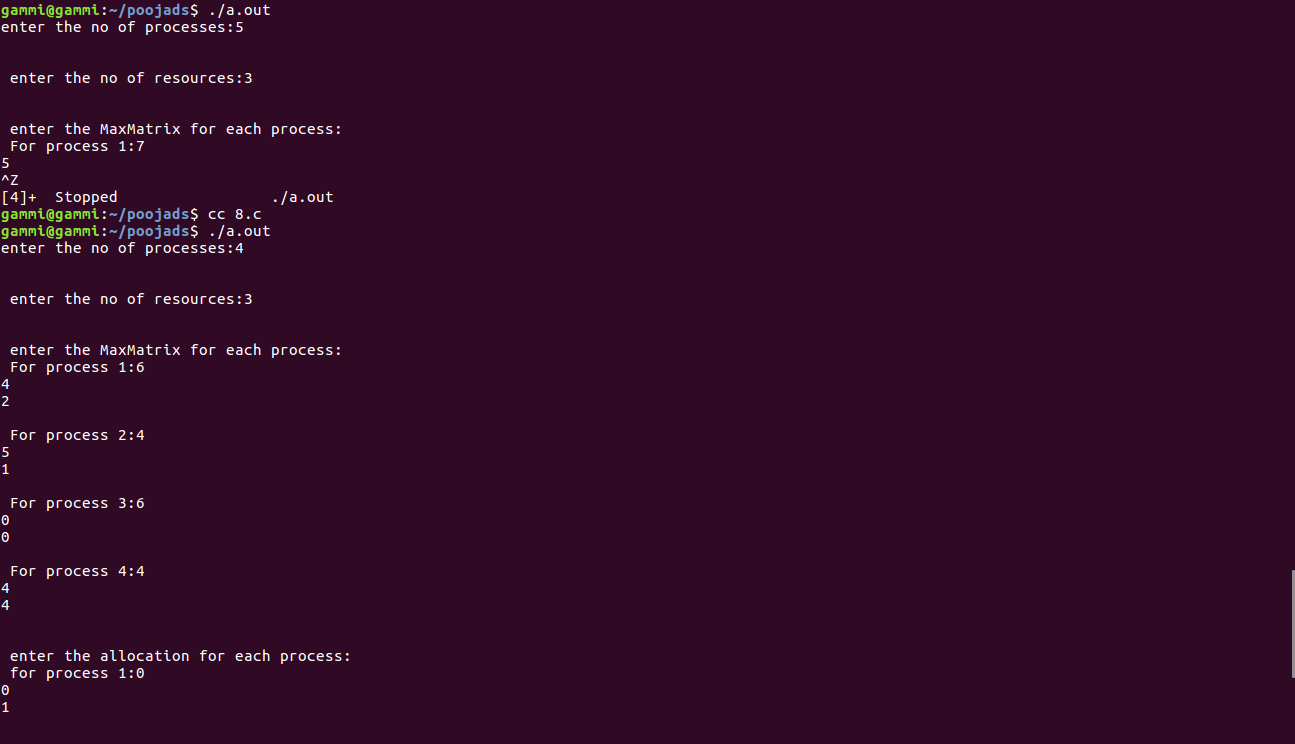 gammi@gammi:~/poojads$ ./a.out
enter the no of processes:5
enter the no of resources:3
enter the MaxMatrix for each process:
For process 1:7
5
^Z
[4]+  Stopped                 ./a.out
gammi@gammi:~/poojads$ cc 8.c
gammi@gammi:~/poojads$ ./a.out
enter the no of processes:4
enter the no of resources:3
enter the MaxMatrix for each process:
For process 1:6
4
2
For process 2:4
5
1
For process 3:6
0
0
For process 4:4
4
4
enter the allocation for each process:
for process 1:0
0
1